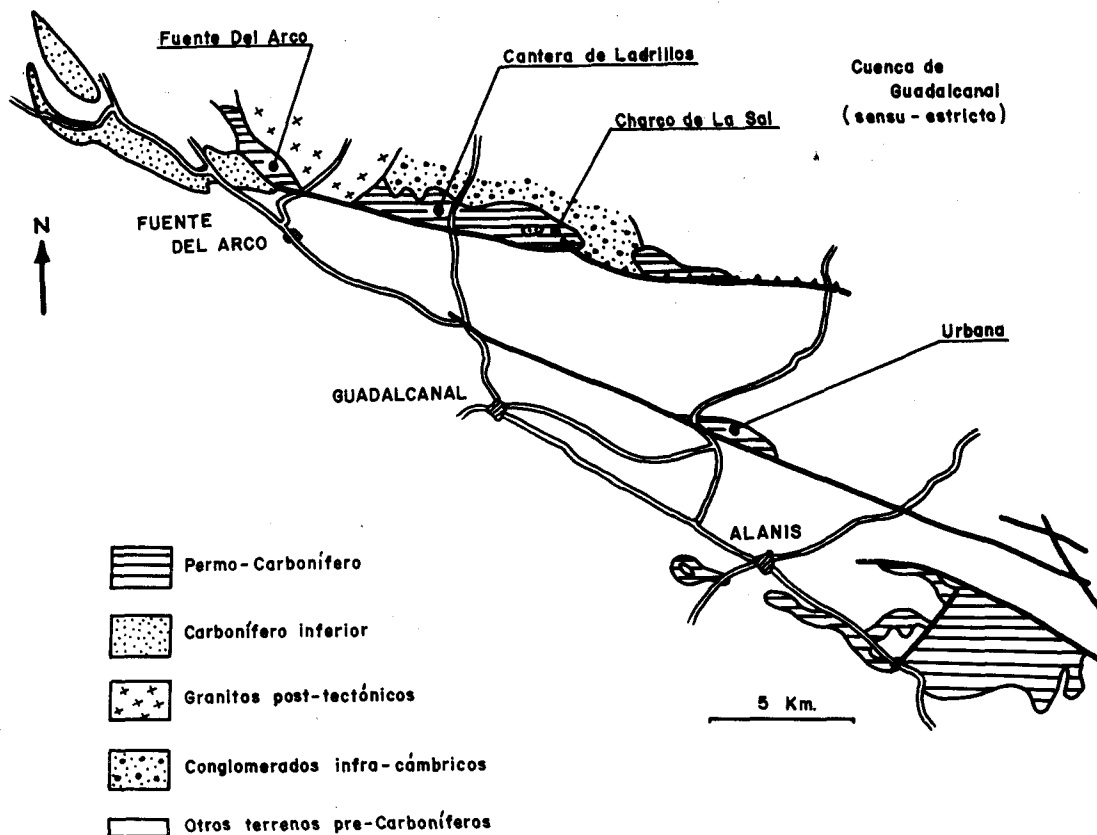 Fuente Del Arco
Cantera de Ladrillos
Charco de La Sal
Cuenca de
Guadalcanal
(sensu-estricto)
N
FUENTE
DEL ARCO
Urbana
GUADALCANAL
ALANIS
5 Km.
Permo-Carbonífero
Carbonífero inferior
Granitos post-tectónicos
Conglomerados infra-cámbricos
Otros terrenos pre-Carboníferos